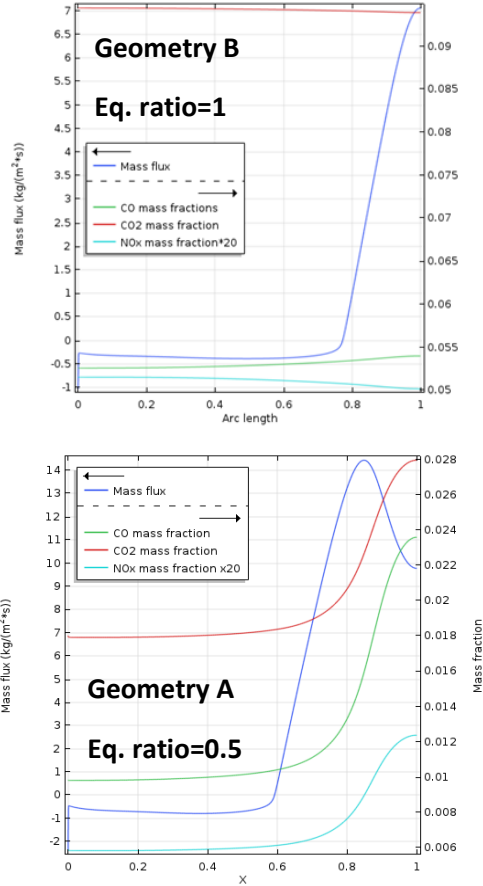 Geometry B
Eq. ratio=1
Mass flux (kg/(m²*s))
7
6.5
6
5.5
5
4.5
4
3.5
3
2.5
2
1.5
1
0.5
0
-0.5
-1
Mass flux
CO mass fractions
CO2 mass fraction
NOx mass fraction*20
0.09
0.085
0.08
0.075
0.07
0.065
0.06
0.055
0.05
0 0.2 0.4 0.6 0.8 1
Arc length
Geometry A
Eq. ratio=0.5
Mass flux (kg/(m²*s))
14
13
12
11
10
9
8
7
6
5
4
3
2
1
0
-1
-2
Mass flux
CO mass fraction
CO2 mass fraction
NOx mass fraction x20
0.028
0.026
0.024
0.022
0.02
0.018
0.016
0.014
0.012
0.01
0.008
0.006
Mass fraction
0 0.2 0.4 0.6 0.8 1
X